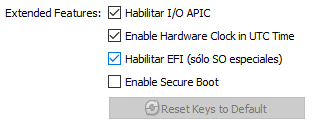 Extended Features: Habilitar I/O APIC
Enable Hardware Clock in UTC Time
Habilitar EFI (sólo SO especiales)
Enable Secure Boot
Reset Keys to Default